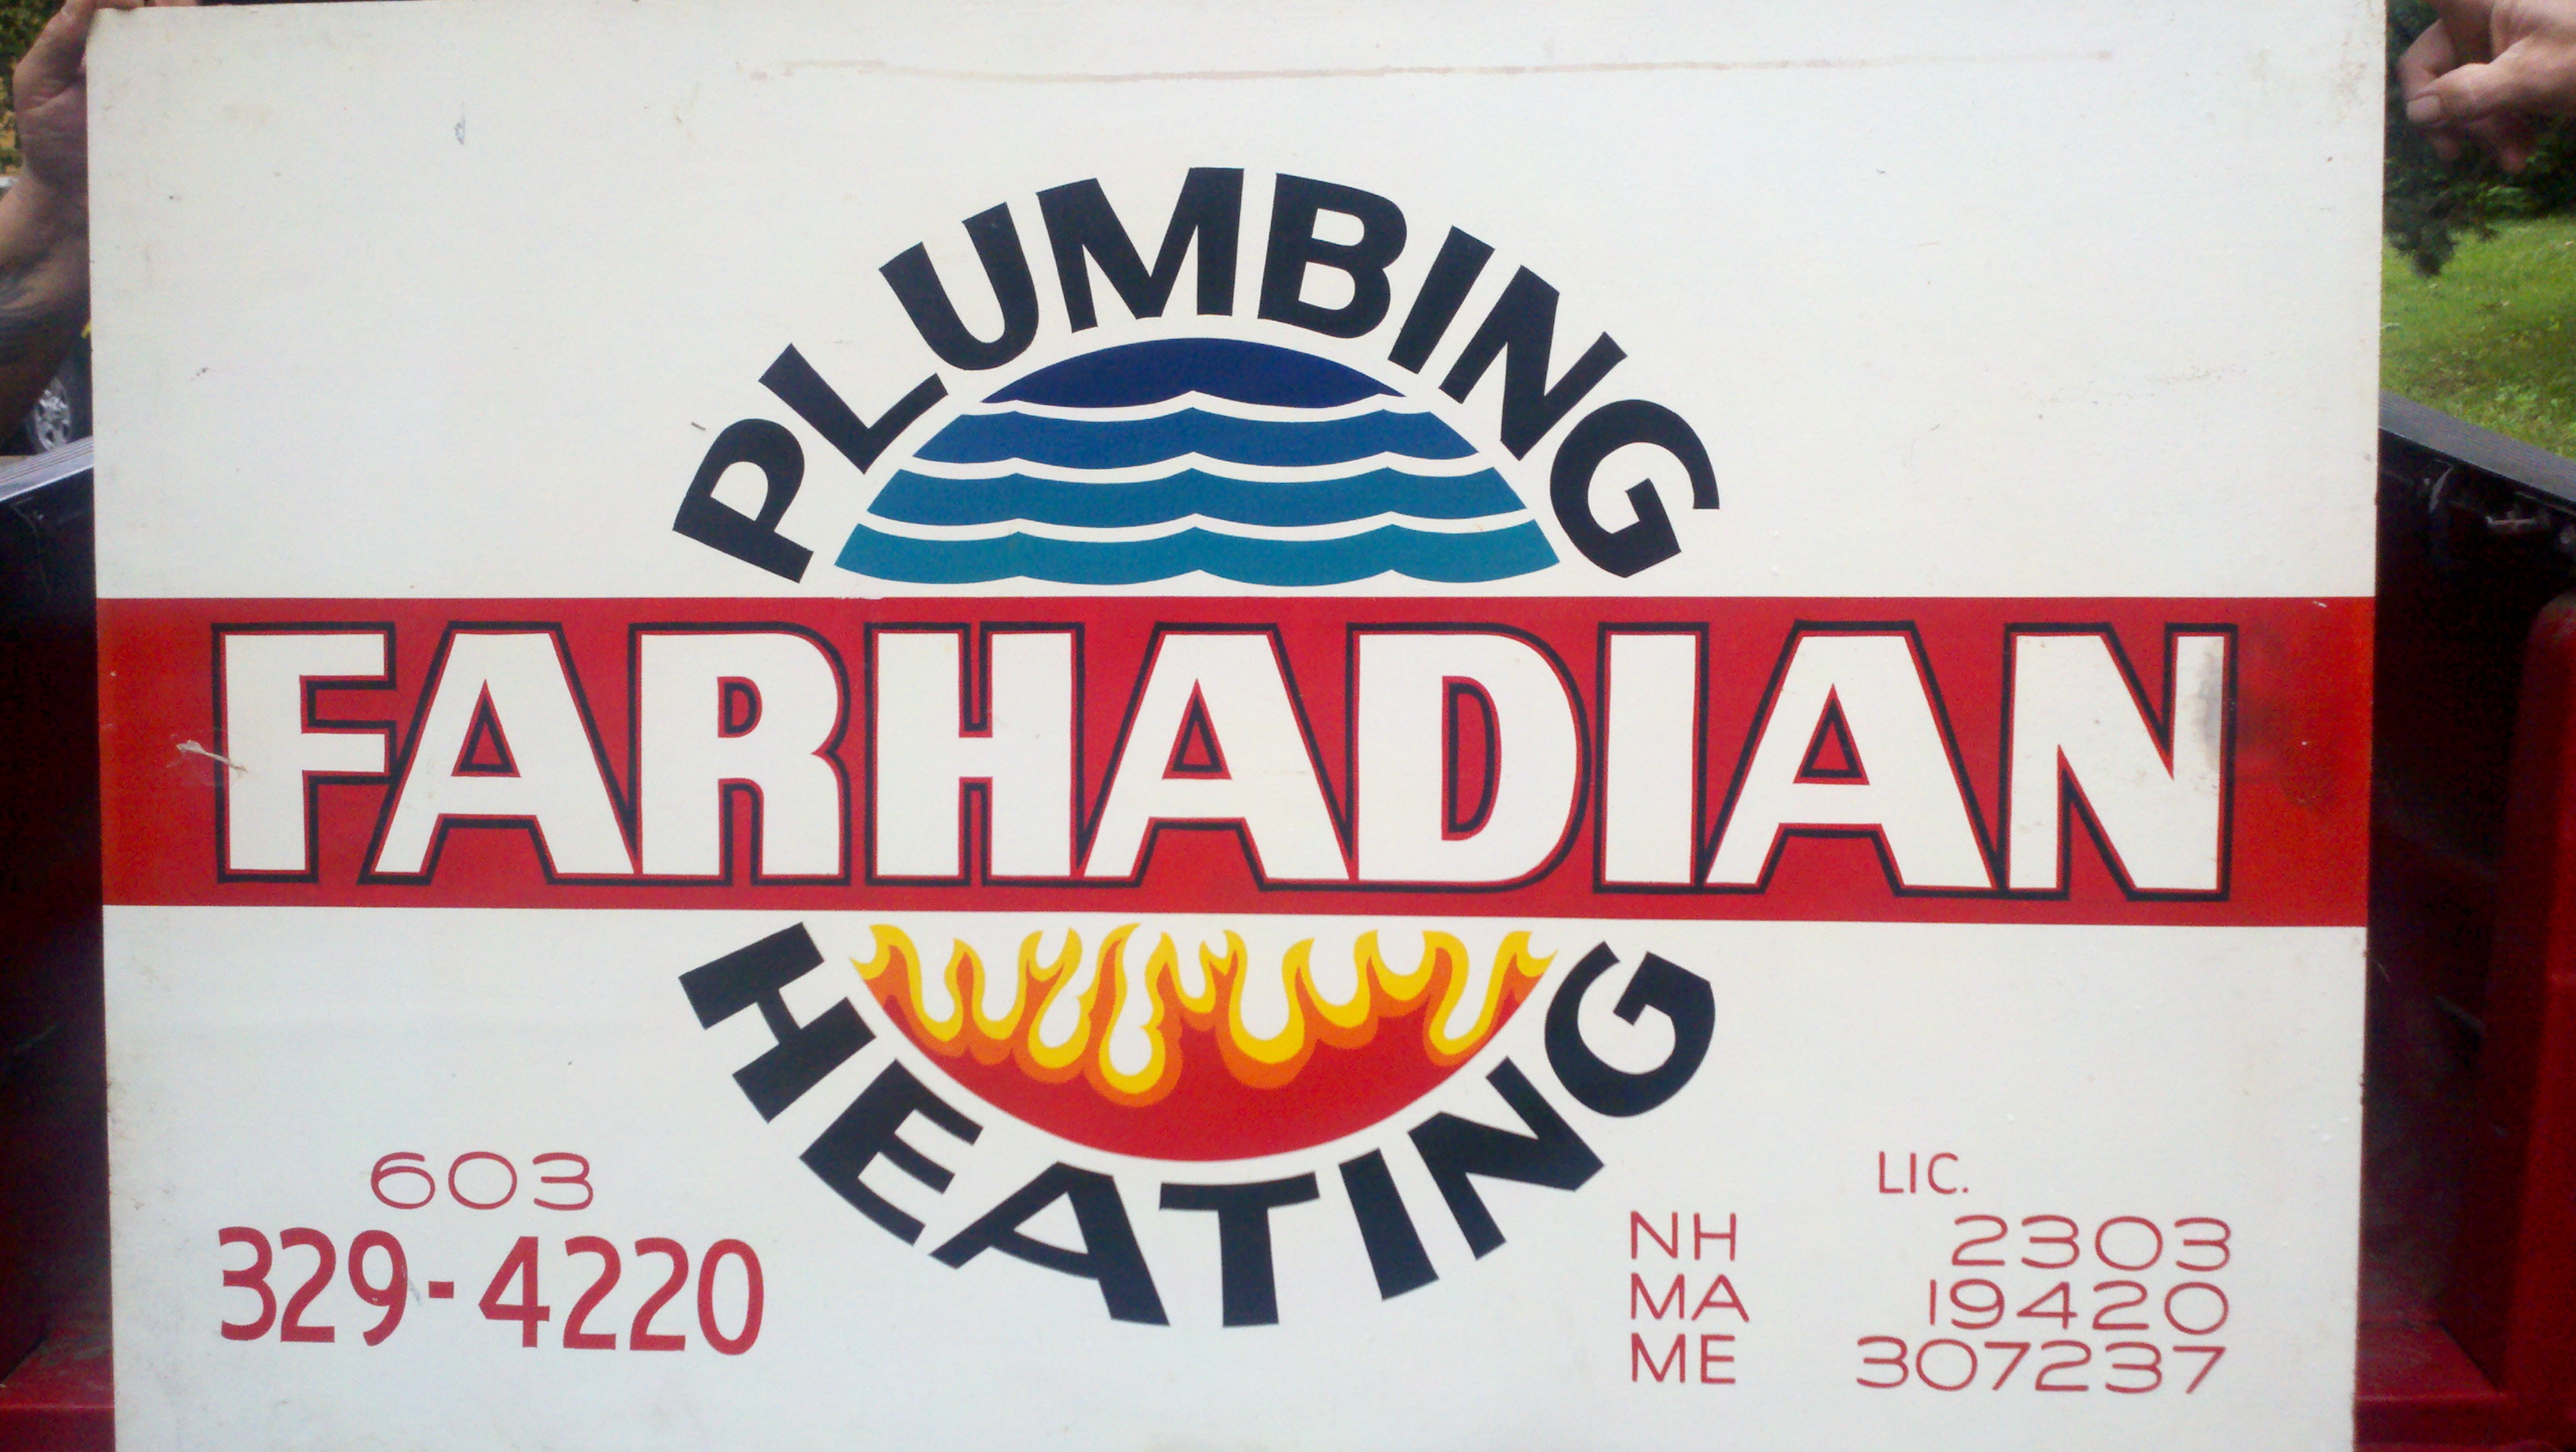 PLUMBING
FARHADIAN
HEATING
603
329-4220
LIC.
NH 2303
MA 19420
ME 307237